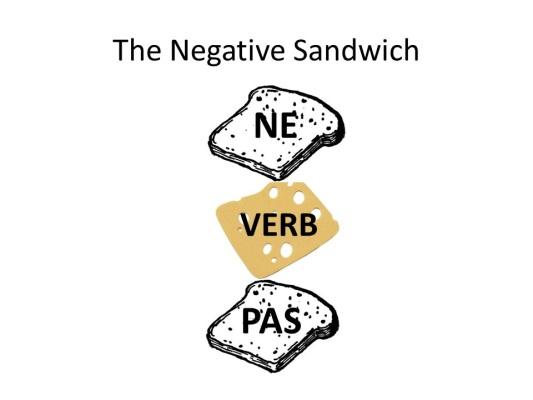 The Negative Sandwich
NE
VERB
PAS